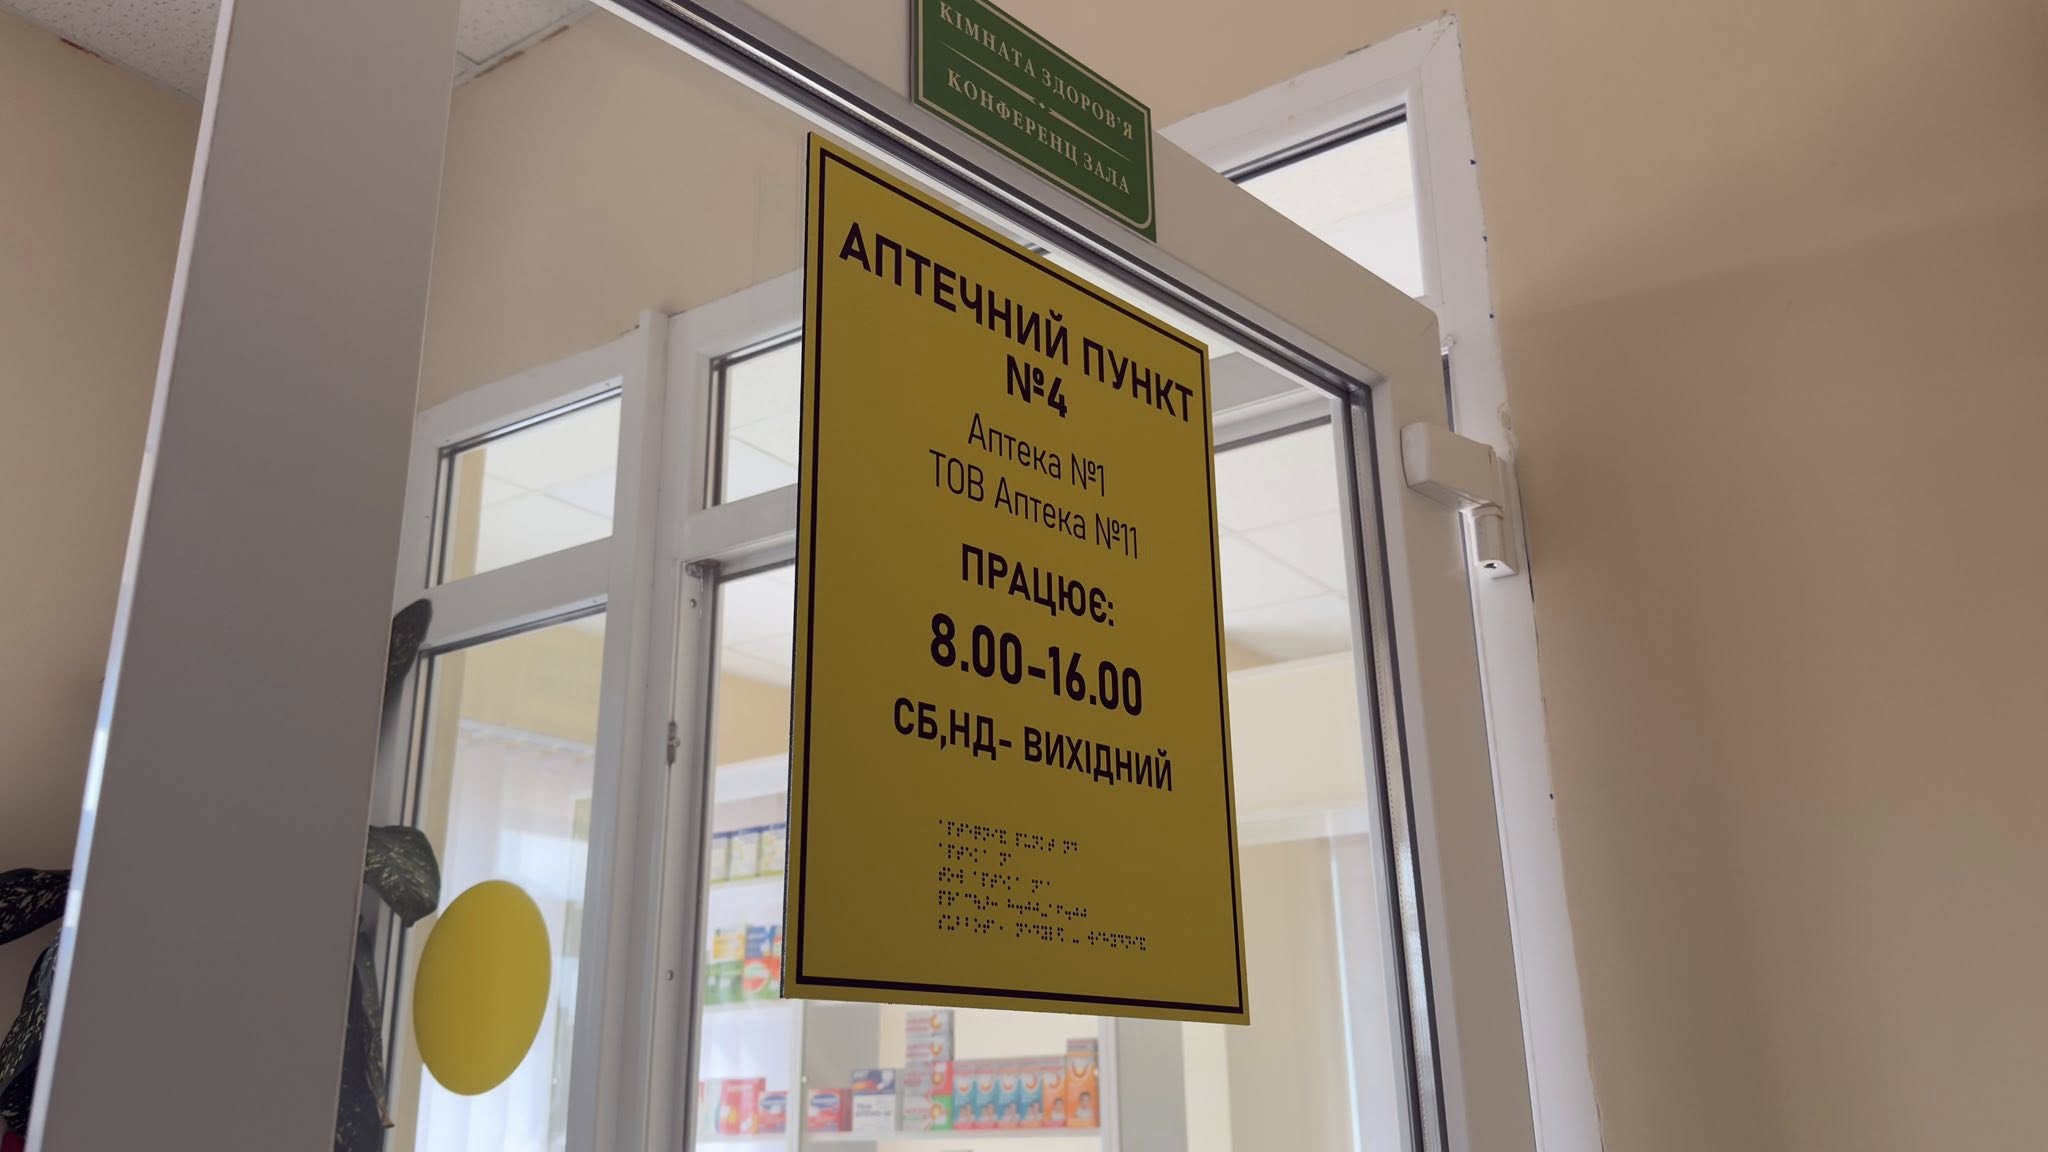 КІМНАТА ЗДОРОВ'Я
КОНФЕРЕНЦ ЗАЛА
АПТЕЧНИЙ ПУНКТ
№4
Аптека №1
ТОВ Аптека №11
ПРАЦЮЄ:
8.00-16.00
СБ,НД- ВИХІДНИЙ